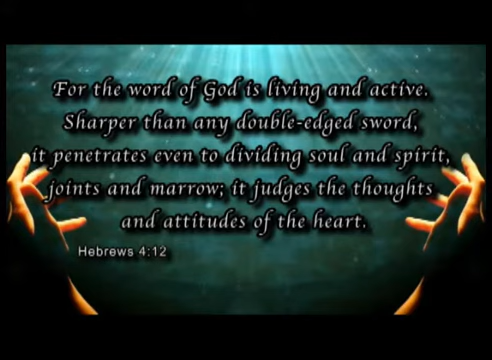 For the word of God is living and active.
Sharper than any double-edged sword,
it penetrates even to dividing soul and spirit,
joints and marrow; it judges the thoughts
and attitudes of the heart.
Hebrews 4:12